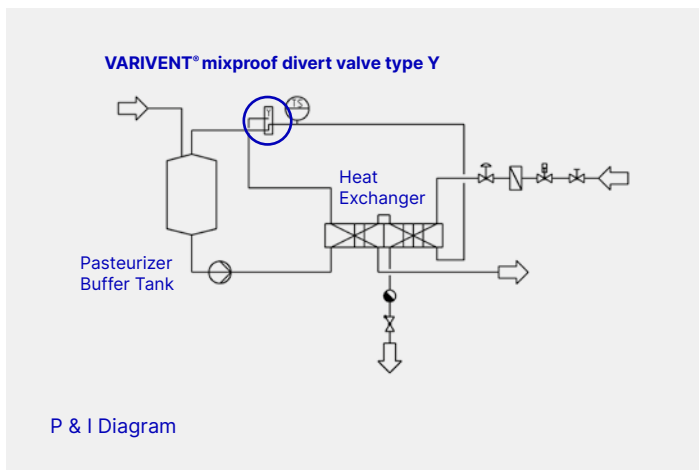 VARIVENT® mixproof divert valve type Y
Y
TS
Heat
Exchanger
Pasteurizer
Buffer Tank
P & I Diagram